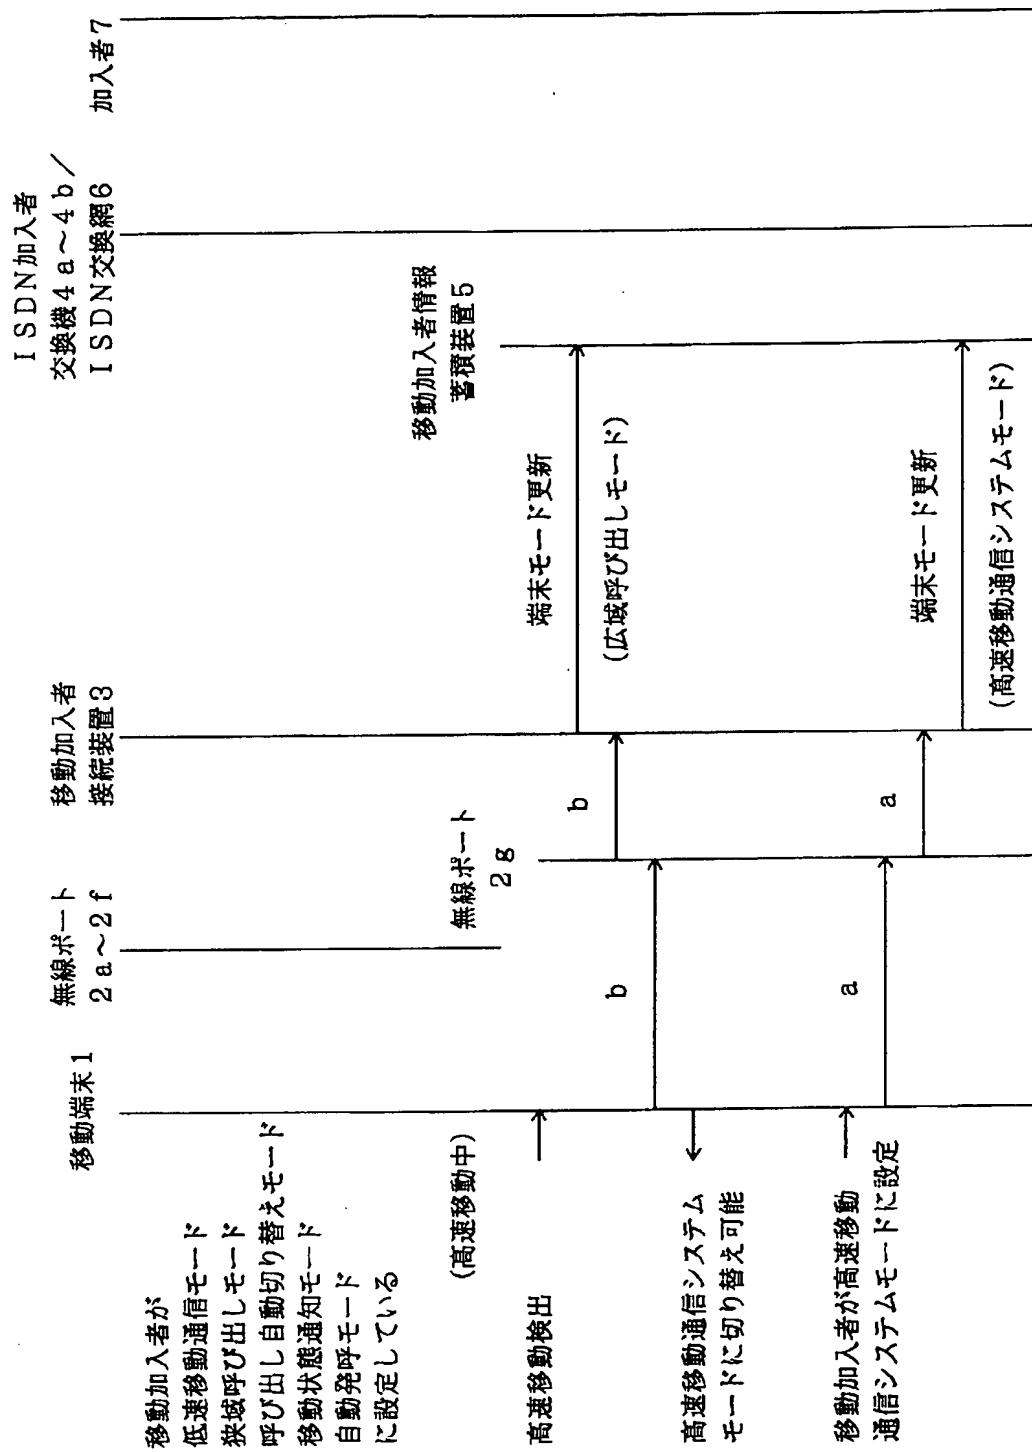 移動端末1
無線ポート
2a～2f
移動加入者
接続装置3
ISDN加入者
交換機4a～4b／
ISDN交換網6
加入者7
移動加入者が
低速移動通信モード
狭域呼び出しモード
呼び出し自動切り替えモード
移動状態通知モード
自動発呼モード
に設定している
(高速移動中)
無線ポート
2g
移動加入者情報
蓄積装置5
高速移動検出
端末モード更新
b
b
(広域呼び出しモード)
高速移動通信システム
モードに切り替え可能
移動加入者が高速移動
通信システムモードに設定
a
a
端末モード更新
(高速移動通信システムモード)